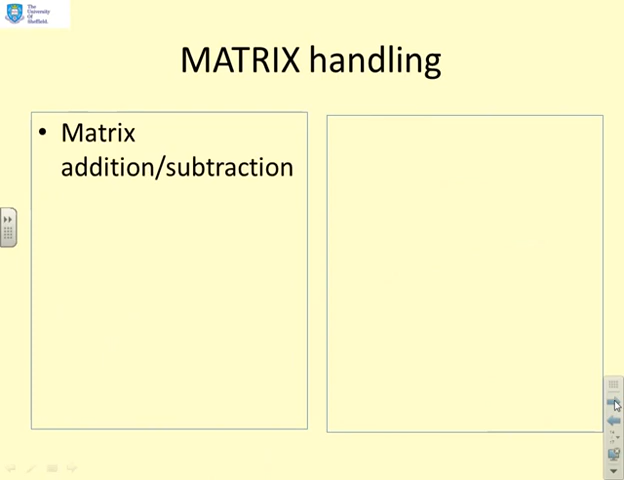 The
University
Of
Sheffield.
MATRIX handling
• Matrix
addition/subtraction